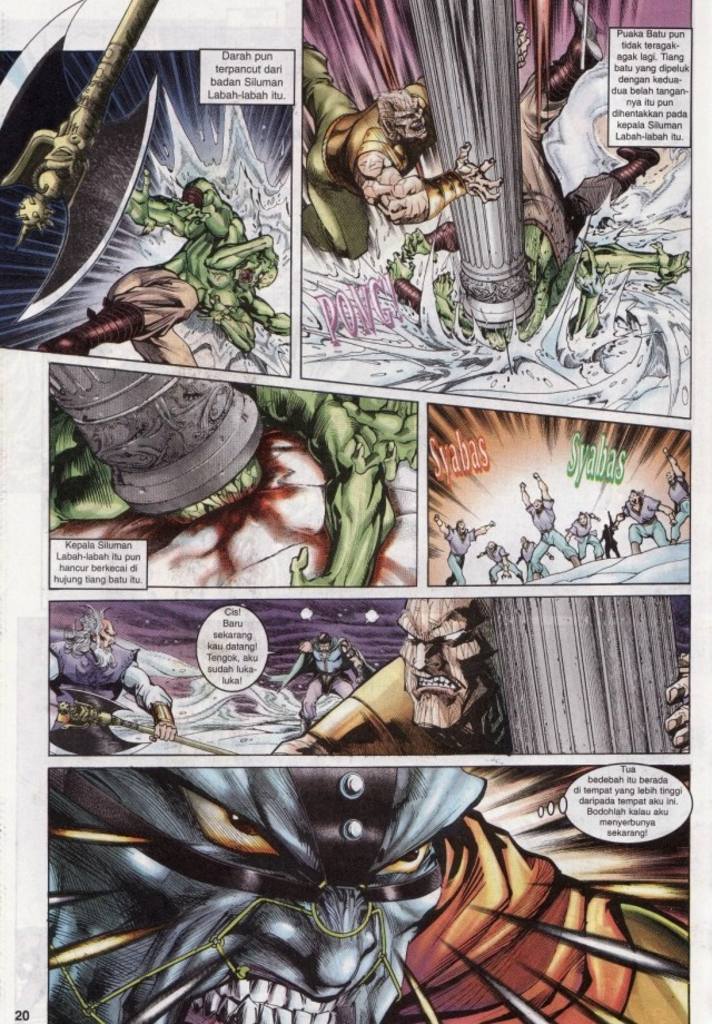 Darah pun
terpancut dari
badan Siluman
Labah-labah itu.
Puaka Batu pun
tidak teragak-
agak lagi. Tiang
batu yang dipeluk
dengan kedua-
dua belah tangan-
nya itu pun
dihentakkan pada
kepala Siluman
Labah-labah itu.
PONG!
Kepala Siluman
Labah-labah itu pun
hancur berkecai di
hujung tiang batu itu.
Syabas
Syabas
Cis!
Baru
sekarang
kau datang!
Tengok, aku
sudah luka-
luka!
Tua
bedebah itu berada
di tempat yang lebih tinggi
daripada tempat aku ini.
Bodohlah kalau aku
menyerbunya
sekarang!
20